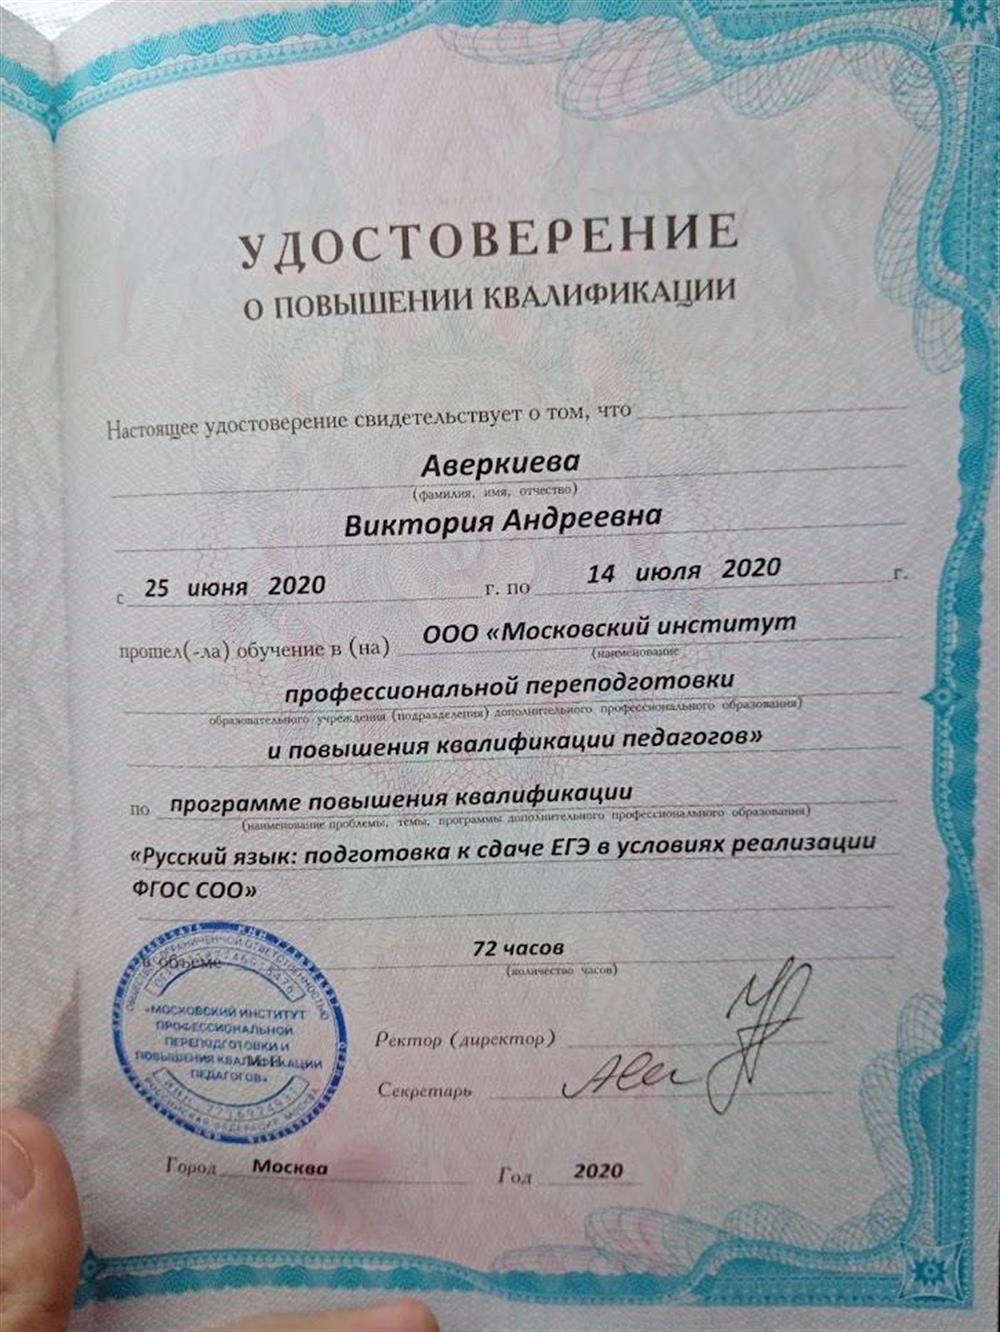 УДОСТОВЕРЕНИЕ
О ПОВЫШЕНИИ КВАЛИФИКАЦИИ
Настоящее удостоверение свидетельствует о том, что
Аверкиева
(фамилия, имя, отчество)
Виктория Андреевна
с 25 июня 2020 г. по 14 июля 2020 г.
прошел(-ла) обучение в (на) ООО «Московский институт
(наименование
профессиональной переподготовки
образовательного учреждения (подразделения) дополнительного профессионального образования)
и повышения квалификации педагогов»
по программе повышения квалификации
(наименование проблемы, темы, программы дополнительного профессионального образования)
«Русский язык: подготовка к сдаче ЕГЭ в условиях реализации
ФГОС СОО»
в объеме 72 часов
(количество часов)
«МОСКОВСКИЙ ИНСТИТУТ
ПРОФЕССИОНАЛЬНОЙ
ПЕРЕПОДГОТОВКИ И
ПОВЫШЕНИЯ КВАЛИФИКАЦИИ
ПЕДАГОГОВ»
Ректор (директор)
Секретарь
Город Москва Год 2020